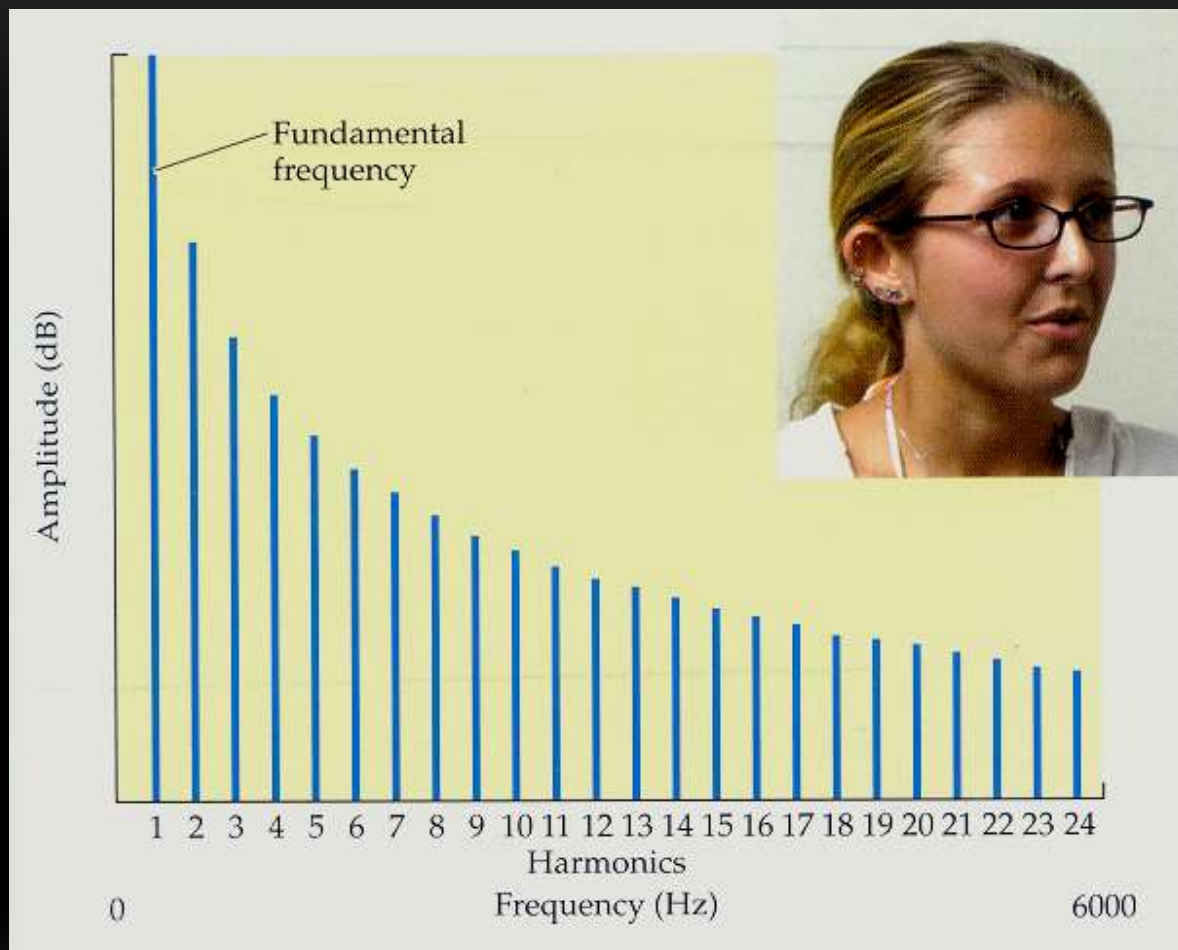 Fundamental
frequency
Amplitude (dB)
1 2 3 4 5 6 7 8 9 10 11 12 13 14 15 16 17 18 19 20 21 22 23 24
Harmonics
0 Frequency (Hz) 6000